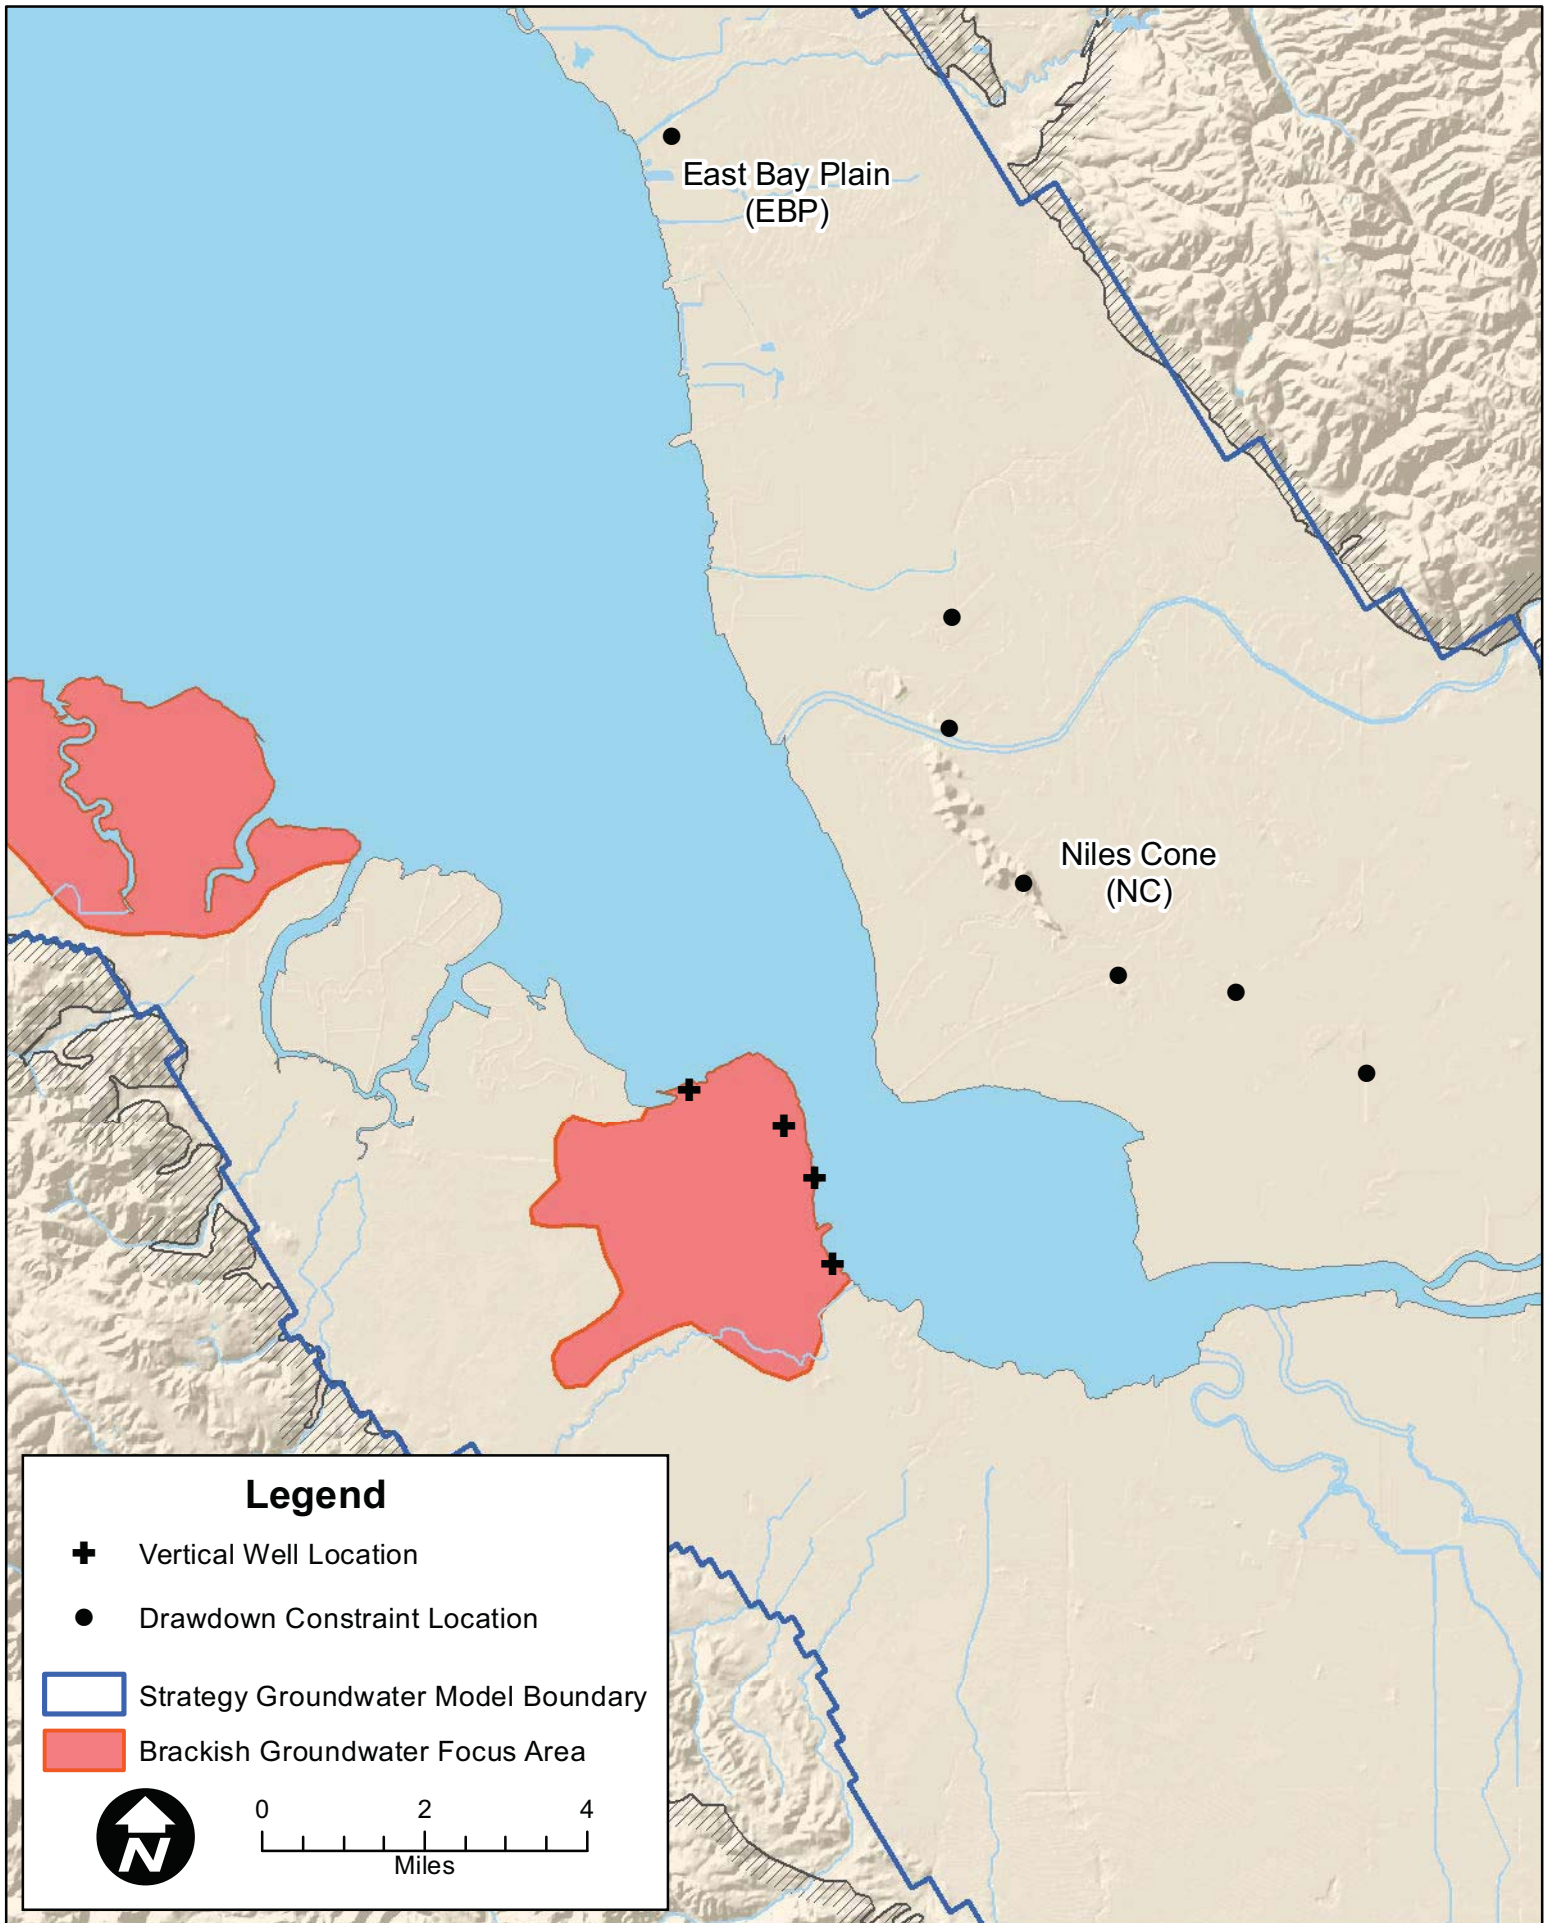 East Bay Plain
(EBP)
Niles Cone
(NC)
Legend
Vertical Well Location
Drawdown Constraint Location
Strategy Groundwater Model Boundary
Brackish Groundwater Focus Area
N
0 2 4
Miles